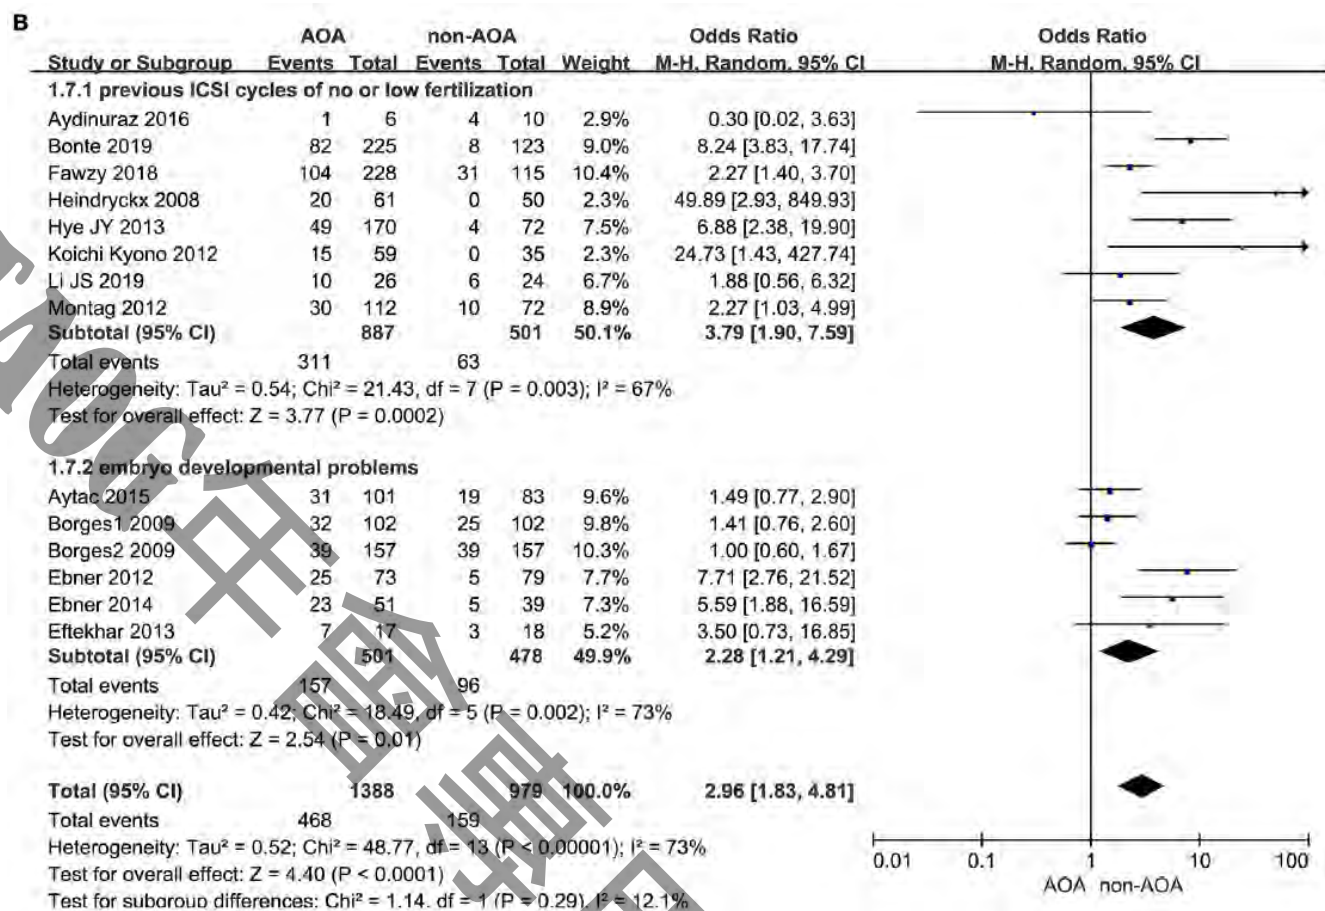 B
AOA non-AOA Odds Ratio Odds Ratio
Study or Subgroup Events Total Events Total Weight M-H, Random, 95% CI M-H, Random, 95% CI
1.7.1 previous ICSI cycles of no or low fertilization
Aydinuraz 2016 1 6 4 10 2.9% 0.30 [0.02, 3.63]
Bonte 2019 82 225 8 123 9.0% 8.24 [3.83, 17.74]
Fawzy 2018 104 228 31 115 10.4% 2.27 [1.40, 3.70]
Heindryckx 2008 20 61 0 50 2.3% 49.89 [2.93, 849.93]
Hye JY 2013 49 170 4 72 7.5% 6.88 [2.38, 19.90]
Koichi Kyono 2012 15 59 0 35 2.3% 24.73 [1.43, 427.74]
Li JS 2019 10 26 6 24 6.7% 1.88 [0.56, 6.32]
Montag 2012 30 112 10 72 8.9% 2.27 [1.03, 4.99]
Subtotal (95% CI) 887 501 50.1% 3.79 [1.90, 7.59]
Total events 311 63
Heterogeneity: Tau² = 0.54; Chi² = 21.43, df = 7 (P = 0.003); I² = 67%
Test for overall effect: Z = 3.77 (P = 0.0002)
1.7.2 embryo developmental problems
Aytac 2015 31 101 19 83 9.6% 1.49 [0.77, 2.90]
Borges1 2009 32 102 25 102 9.8% 1.41 [0.76, 2.60]
Borges2 2009 39 157 39 157 10.3% 1.00 [0.60, 1.67]
Ebner 2012 25 73 5 79 7.7% 7.71 [2.76, 21.52]
Ebner 2014 23 51 5 39 7.3% 5.59 [1.88, 16.59]
Eftekhar 2013 7 17 3 18 5.2% 3.50 [0.73, 16.85]
Subtotal (95% CI) 501 478 49.9% 2.28 [1.21, 4.29]
Total events 157 96
Heterogeneity: Tau² = 0.42; Chi² = 18.49, df = 5 (P = 0.002); I² = 73%
Test for overall effect: Z = 2.54 (P = 0.01)
Total (95% CI) 1388 979 100.0% 2.96 [1.83, 4.81]
Total events 468 159
Heterogeneity: Tau² = 0.52; Chi² = 48.77, df = 13 (P < 0.00001); I² = 73%
Test for overall effect: Z = 4.40 (P < 0.0001)
Test for subgroup differences: Chi² = 1.14, df = 1 (P = 0.29), I² = 12.1%
0.01 0.1 1 10 100
AOA non-AOA
TAOG年會